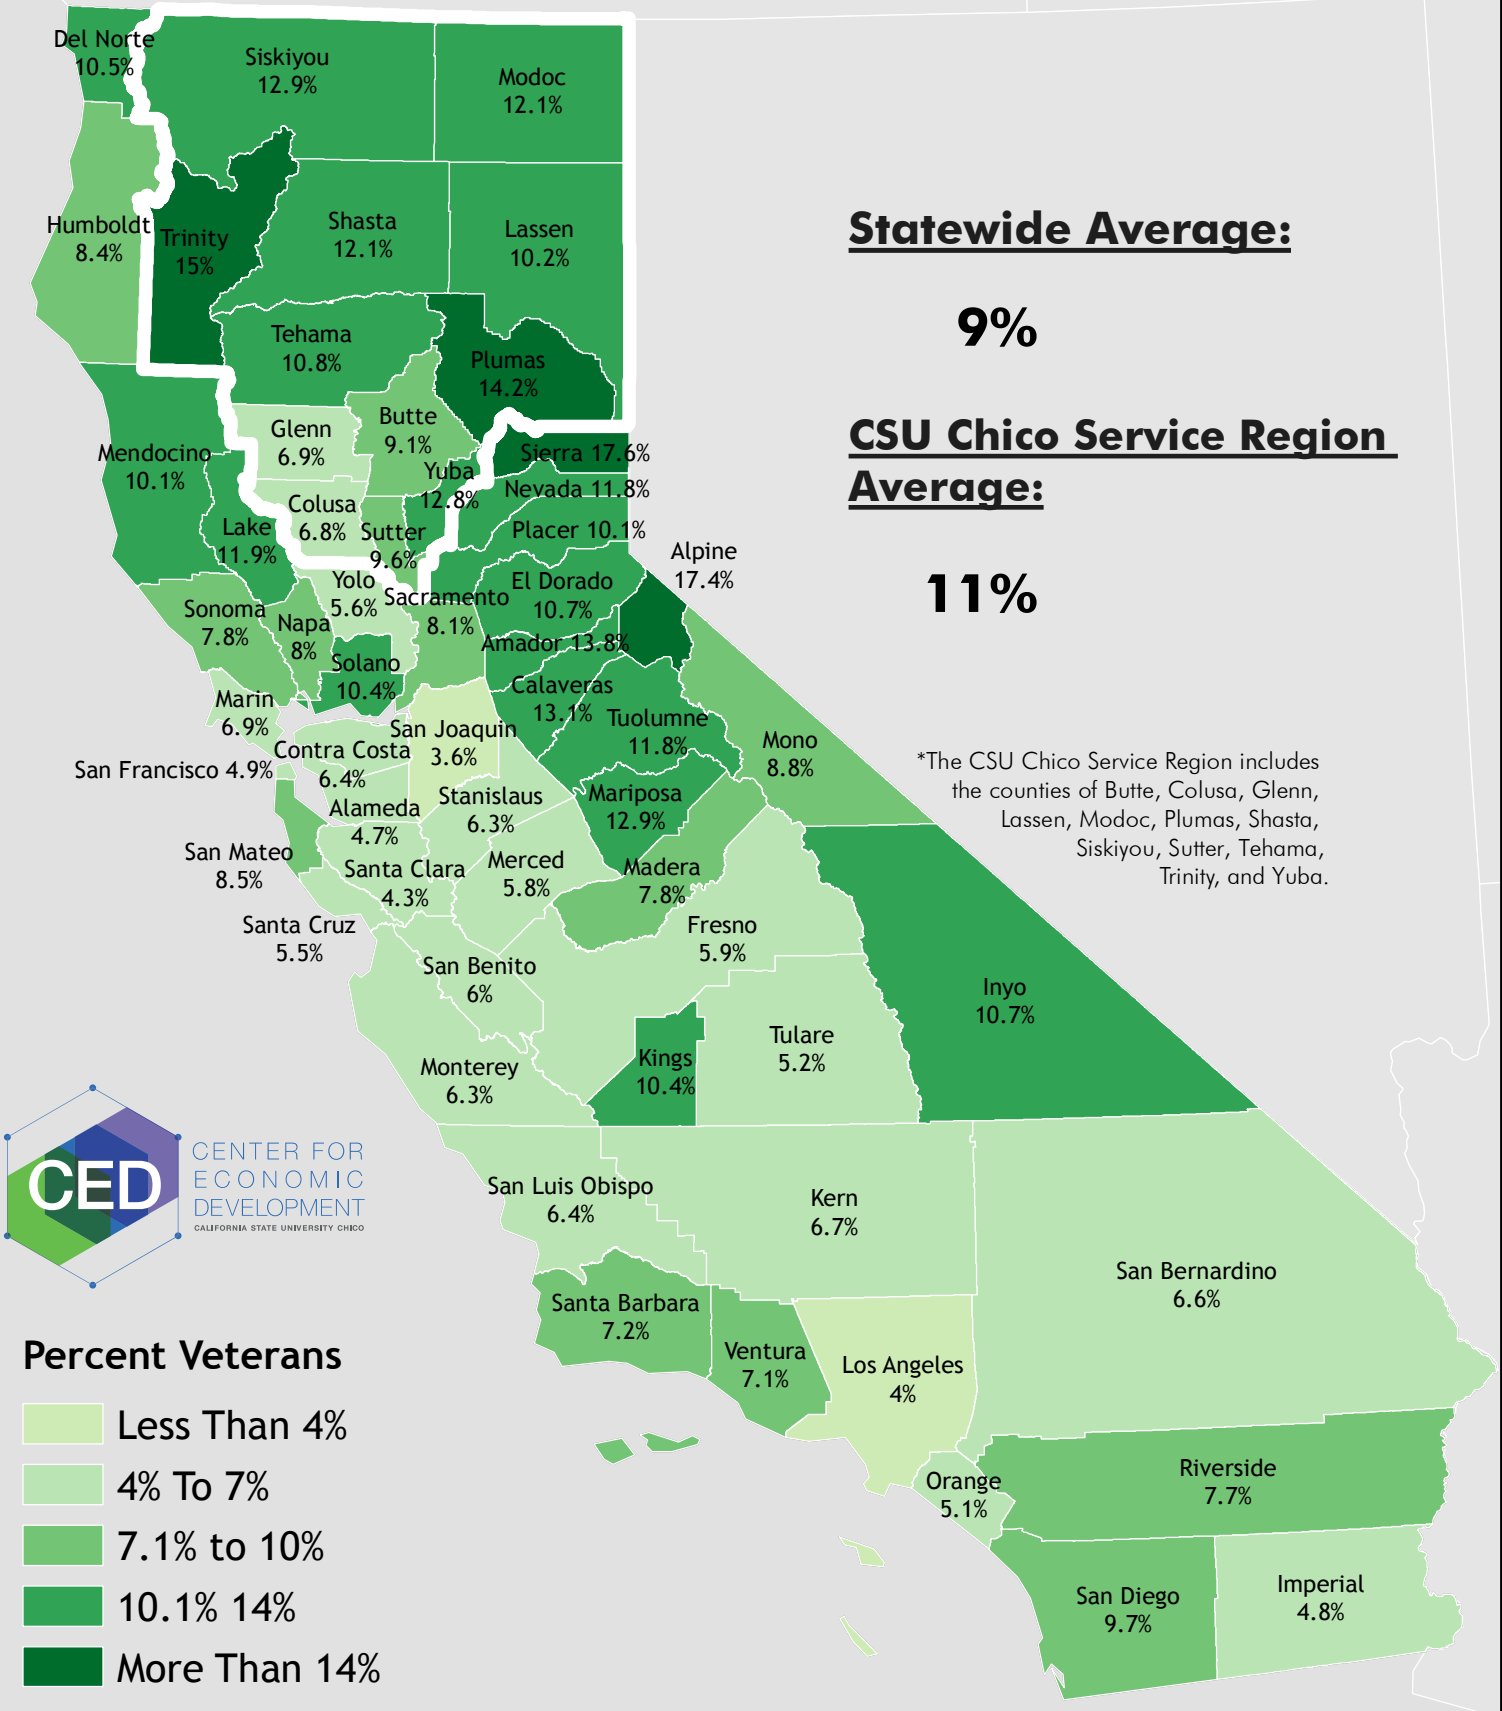 Del Norte
10.5%
Siskiyou
12.9%
Modoc
12.1%
Humboldt
8.4%
Trinity
15%
Shasta
12.1%
Lassen
10.2%
Statewide Average:
9%
Tehama
10.8%
Plumas
14.2%
Glenn
6.9%
Butte
9.1%
CSU Chico Service Region
Average:
11%
Mendocino
10.1%
Sierra 17.6%
Yuba
12.8%
Nevada 11.8%
Colusa
6.8%
Lake
11.9%
Sutter
9.6%
Placer 10.1%
Alpine
17.4%
Yolo
5.6%
El Dorado
10.7%
Sacramento
8.1%
Sonoma
7.8%
Napa
8%
Amador 13.8%
Solano
10.4%
Calaveras
13.1%
Marin
6.9%
Tuolumne
11.8%
San Joaquin
3.6%
Mono
8.8%
Contra Costa
6.4%
San Francisco 4.9%
*The CSU Chico Service Region includes
the counties of Butte, Colusa, Glenn,
Lassen, Modoc, Plumas, Shasta,
Siskiyou, Sutter, Tehama,
Trinity, and Yuba.
Alameda
4.7%
Stanislaus
6.3%
Mariposa
12.9%
San Mateo
8.5%
Santa Clara
4.3%
Merced
5.8%
Madera
7.8%
Santa Cruz
5.5%
Fresno
5.9%
San Benito
6%
Inyo
10.7%
Monterey
6.3%
Kings
10.4%
Tulare
5.2%
CED
CENTER FOR
ECONOMIC
DEVELOPMENT
CALIFORNIA STATE UNIVERSITY CHICO
San Luis Obispo
6.4%
Kern
6.7%
San Bernardino
6.6%
Santa Barbara
7.2%
Ventura
7.1%
Los Angeles
4%
Orange
5.1%
Riverside
7.7%
San Diego
9.7%
Imperial
4.8%
Percent Veterans
Less Than 4%
4% To 7%
7.1% to 10%
10.1% 14%
More Than 14%